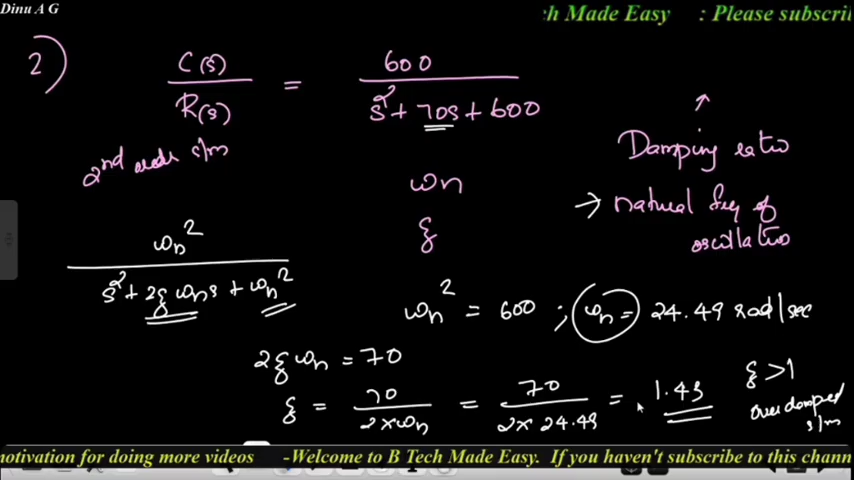 Dinu A G
ch Made Easy : Please subscri
2)
C(s) / R(s) = 600 / s² + 70s + 600
2nd order s/m
Damping ratio
ωn
→ natural freq of oscillation
ξ
ωn² / s² + 2ξωns + ωn²
ωn² = 600 ; ωn = 24.49 rad/sec
2ξωn = 70
ξ = 70 / 2×ωn = 70 / 2×24.49 = 1.43
ξ > 1
overdamped s/m
motivation for doing more videos -Welcome to B Tech Made Easy. If you haven't subscribe to this chann